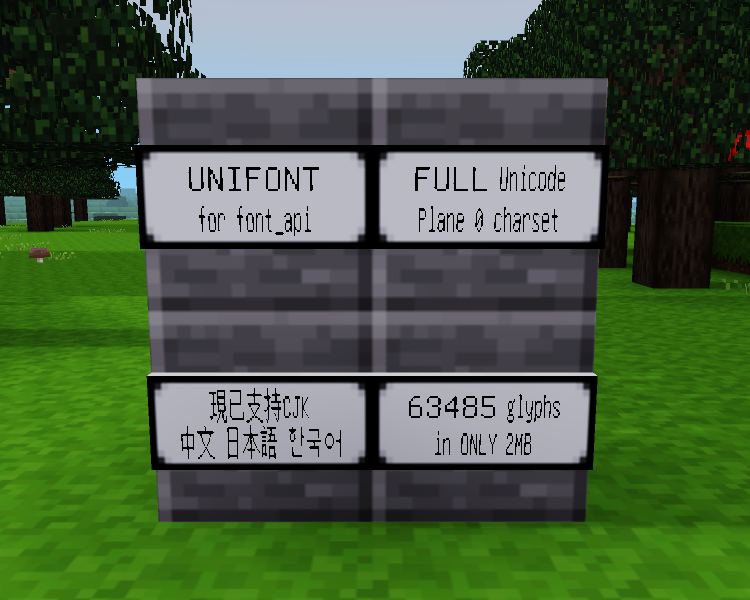 UNIFONT
for font_api
FULL Unicode
Plane 0 charset
現已支持CJK
中文 日本語 한국어
63485 glyphs
in ONLY 2MB